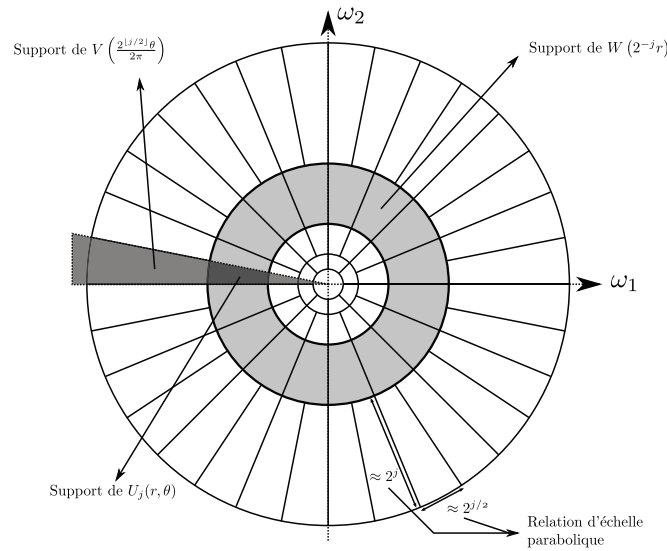 ω₂
Support de V (2^{⌊j/2⌋}θ / 2π)
Support de W (2^{-j}r)
ω₁
≈ 2^j
Support de U_j(r, θ)
≈ 2^{j/2}
Relation d'échelle
parabolique